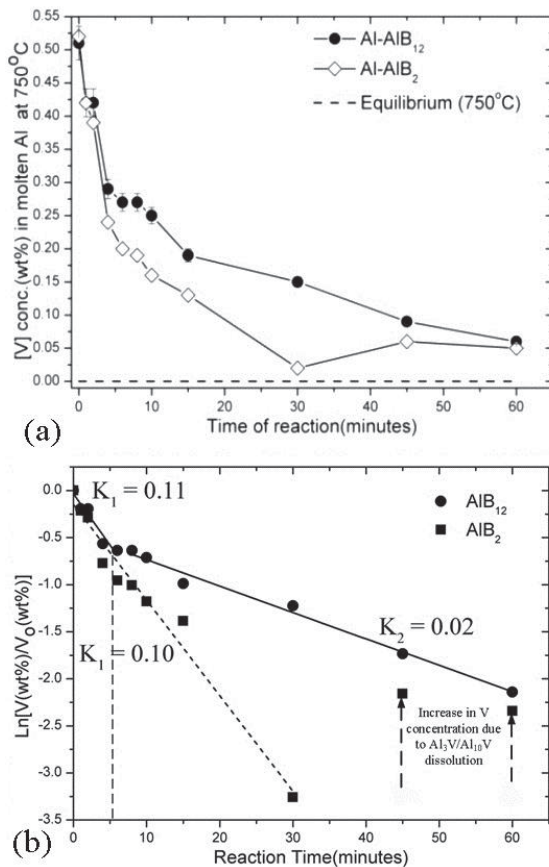 0.55
0.50
0.45
0.40
0.35
0.30
0.25
0.20
0.15
0.10
0.05
0.00
[V] conc.(wt%) in molten Al at 750°C
Al-AlB12
Al-AlB2
Equilibrium (750°C)
0 10 20 30 40 50 60
Time of reaction(minutes)
(a)
0.0
-0.5
-1.0
-1.5
-2.0
-2.5
-3.0
-3.5
Ln[V(wt%)/Vo(wt%)]
K1 = 0.11
AlB12
AlB2
K2 = 0.02
K1 = 0.10
Increase in V
concentration due
to Al3V/Al10V
dissolution
0 10 20 30 40 50 60
Reaction Time(minutes)
(b)